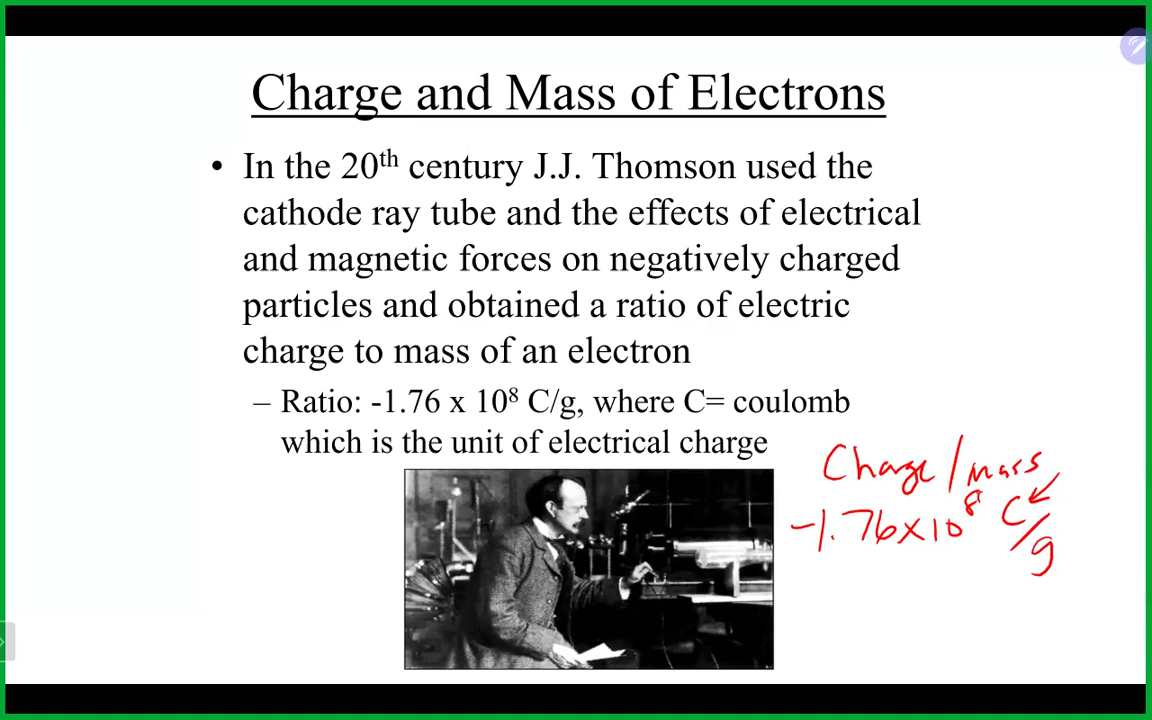 Charge and Mass of Electrons
• In the 20th century J.J. Thomson used the
cathode ray tube and the effects of electrical
and magnetic forces on negatively charged
particles and obtained a ratio of electric
charge to mass of an electron
– Ratio: -1.76 x 10⁸ C/g, where C= coulomb
which is the unit of electrical charge
Charge/mass
-1.76×10⁸ C/g